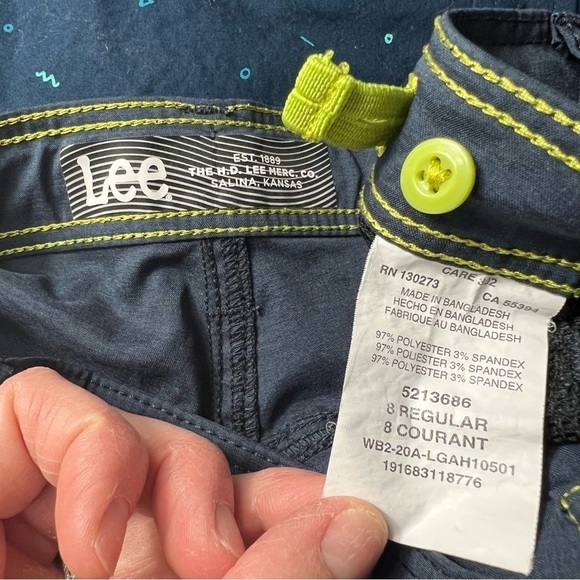 Lee
EST. 1889
THE H.D. LEE MERC. CO.
SALINA, KANSAS
CARE
RN 130273 CA 55394
MADE IN BANGLADESH
HECHO EN BANGLADESH
FABRIQUE AU BANGLADESH
97% POLYESTER 3% SPANDEX
97% POLIESTER 3% SPANDEX
97% POLYESTER 3% SPANDEX
5213686
8 REGULAR
8 COURANT
WB2-20A-LGAH10501
191683118776